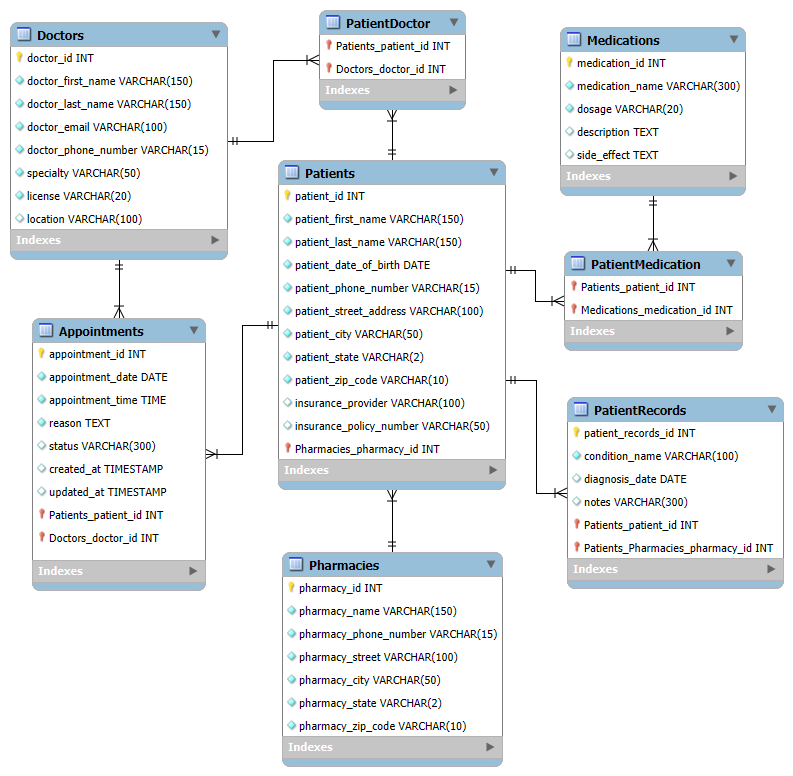 Doctors
doctor_id INT
doctor_first_name VARCHAR(150)
doctor_last_name VARCHAR(150)
doctor_email VARCHAR(100)
doctor_phone_number VARCHAR(15)
specialty VARCHAR(50)
license VARCHAR(20)
location VARCHAR(100)
Indexes
PatientDoctor
Patients_patient_id INT
Doctors_doctor_id INT
Indexes
Medications
medication_id INT
medication_name VARCHAR(300)
dosage VARCHAR(20)
description TEXT
side_effect TEXT
Indexes
Patients
patient_id INT
patient_first_name VARCHAR(150)
patient_last_name VARCHAR(150)
patient_date_of_birth DATE
patient_phone_number VARCHAR(15)
patient_street_address VARCHAR(100)
patient_city VARCHAR(50)
patient_state VARCHAR(2)
patient_zip_code VARCHAR(10)
insurance_provider VARCHAR(100)
insurance_policy_number VARCHAR(50)
Pharmacies_pharmacy_id INT
Indexes
PatientMedication
Patients_patient_id INT
Medications_medication_id INT
Indexes
Appointments
appointment_id INT
appointment_date DATE
appointment_time TIME
reason TEXT
status VARCHAR(300)
created_at TIMESTAMP
updated_at TIMESTAMP
Patients_patient_id INT
Doctors_doctor_id INT
Indexes
PatientRecords
patient_records_id INT
condition_name VARCHAR(100)
diagnosis_date DATE
notes VARCHAR(300)
Patients_patient_id INT
Patients_Pharmacies_pharmacy_id INT
Indexes
Pharmacies
pharmacy_id INT
pharmacy_name VARCHAR(150)
pharmacy_phone_number VARCHAR(15)
pharmacy_street VARCHAR(100)
pharmacy_city VARCHAR(50)
pharmacy_state VARCHAR(2)
pharmacy_zip_code VARCHAR(10)
Indexes